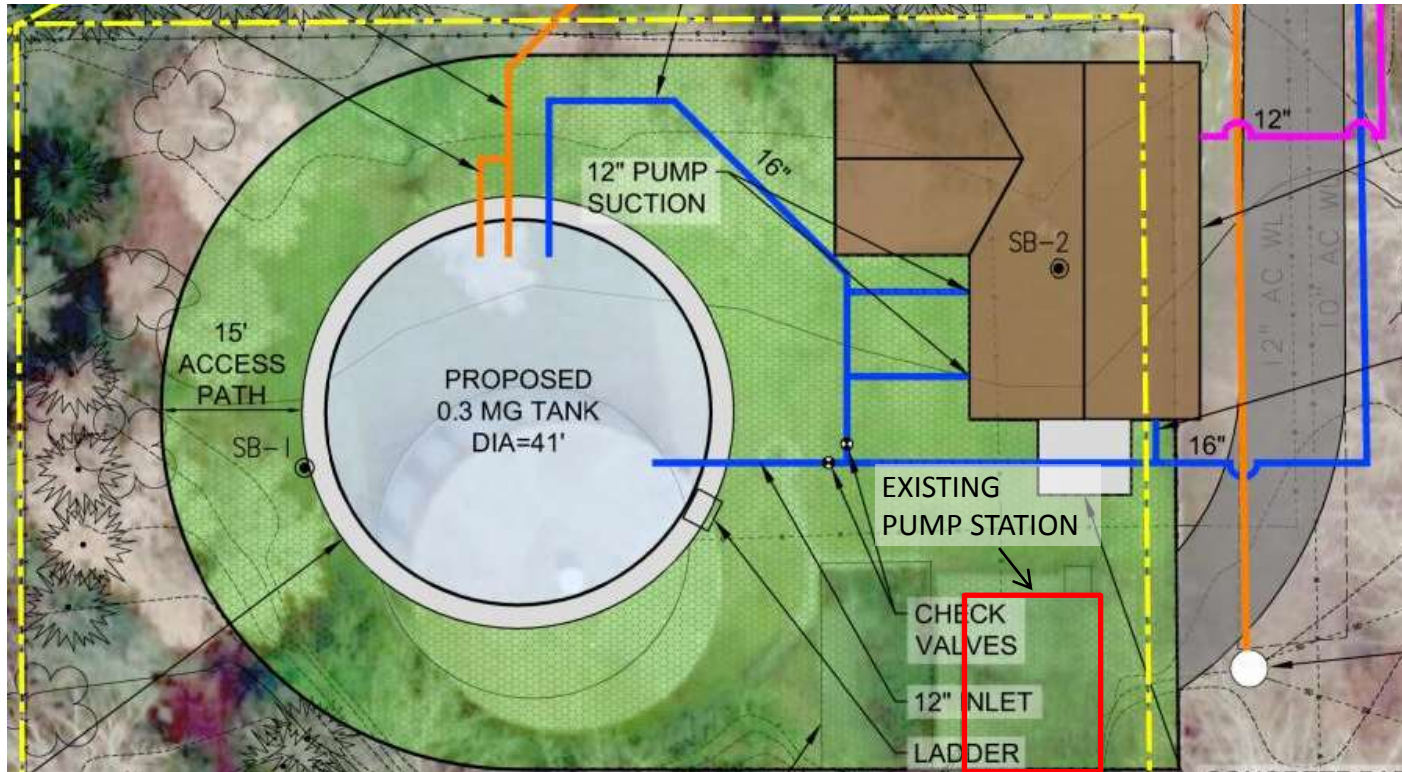 12"
12" PUMP
SUCTION
16"
SB-2
12" AC WL
10" AC WL
15'
ACCESS
PATH
SB-1
PROPOSED
0.3 MG TANK
DIA=41'
16"
EXISTING
PUMP STATION
CHECK
VALVES
12" INLET
LADDER